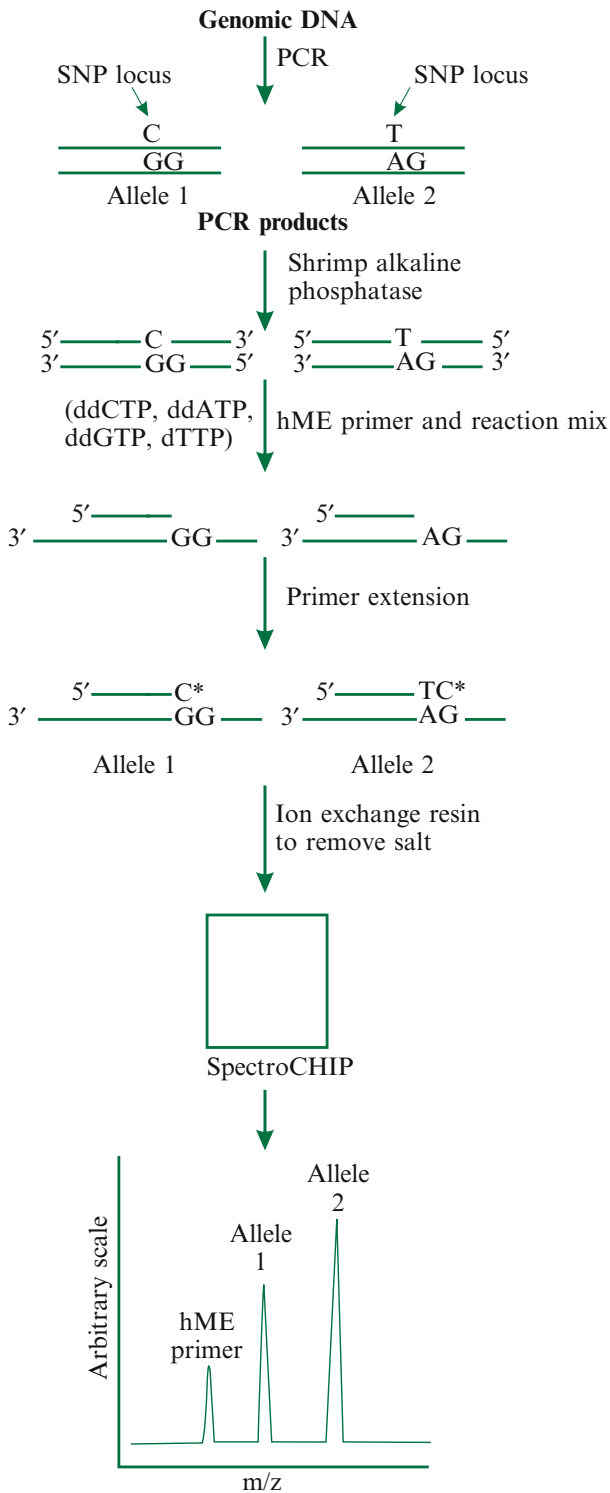 Genomic DNA
PCR
SNP locus
SNP locus
C
T
GG
AG
Allele 1
Allele 2
PCR products
Shrimp alkaline
phosphatase
5′ C 3′
5′ T 5′
3′ GG 5′
3′ AG 3′
(ddCTP, ddATP,
ddGTP, dTTP)
hME primer and reaction mix
5′
5′
3′ GG
3′ AG
Primer extension
5′ C*
5′ TC*
3′ GG
3′ AG
Allele 1
Allele 2
Ion exchange resin
to remove salt
SpectroCHIP
Arbitrary scale
hME
primer
Allele
1
Allele
2
m/z